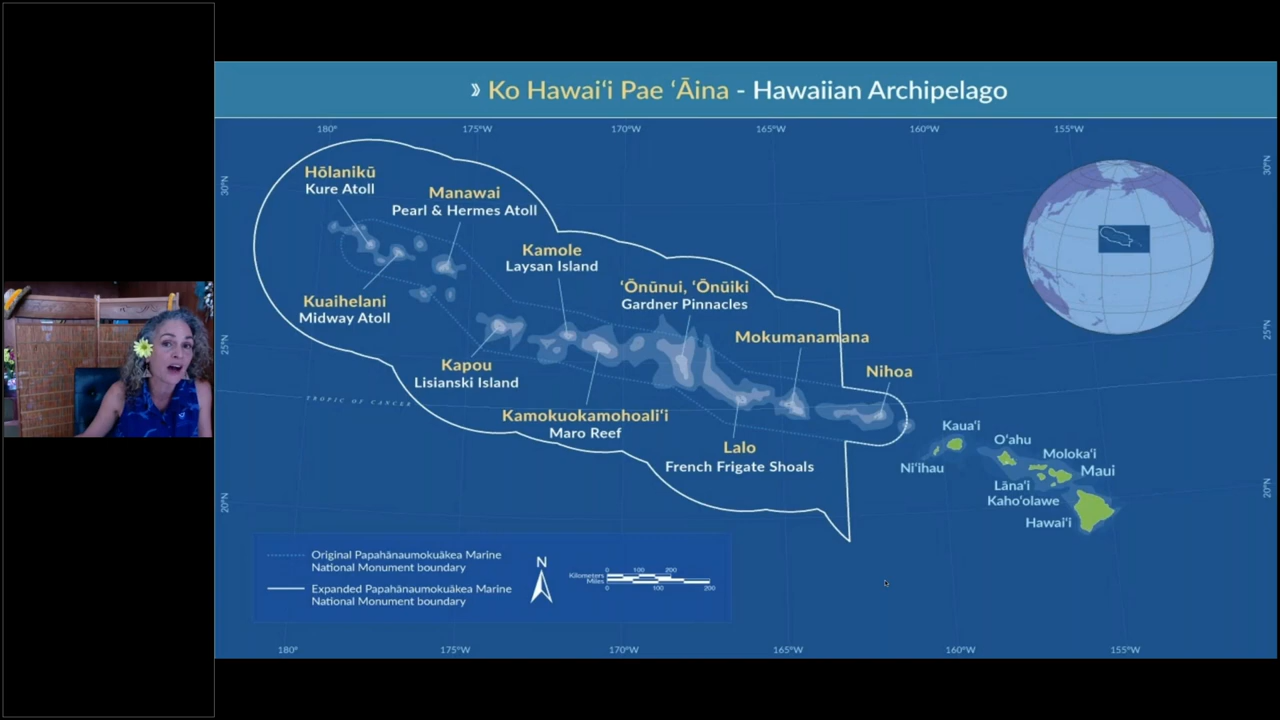 » Ko Hawaiʻi Pae ʻĀina - Hawaiian Archipelago
180° 175°W 170°W 165°W 160°W 155°W
30°N
30°N
Hōlanikū
Kure Atoll
Manawai
Pearl & Hermes Atoll
Kamole
Laysan Island
ʻŌnūnui, ʻŌnūiki
Gardner Pinnacles
Kuaihelani
Midway Atoll
Mokumanamana
25°N
25°N
Kapou
Lisianski Island
Nihoa
TROPIC OF CANCER
Kamokuokamohoaliʻi
Maro Reef
Lalo
French Frigate Shoals
Kauaʻi
Niʻihau
Oʻahu
Molokaʻi
Maui
Lānaʻi
Kahoʻolawe
Hawaiʻi
20°N
20°N
Original Papahānaumokuākea Marine
National Monument boundary
Expanded Papahānaumokuākea Marine
National Monument boundary
N
0 100 200
Kilometers
Miles
0 100 200
180° 175°W 170°W 165°W 160°W 155°W